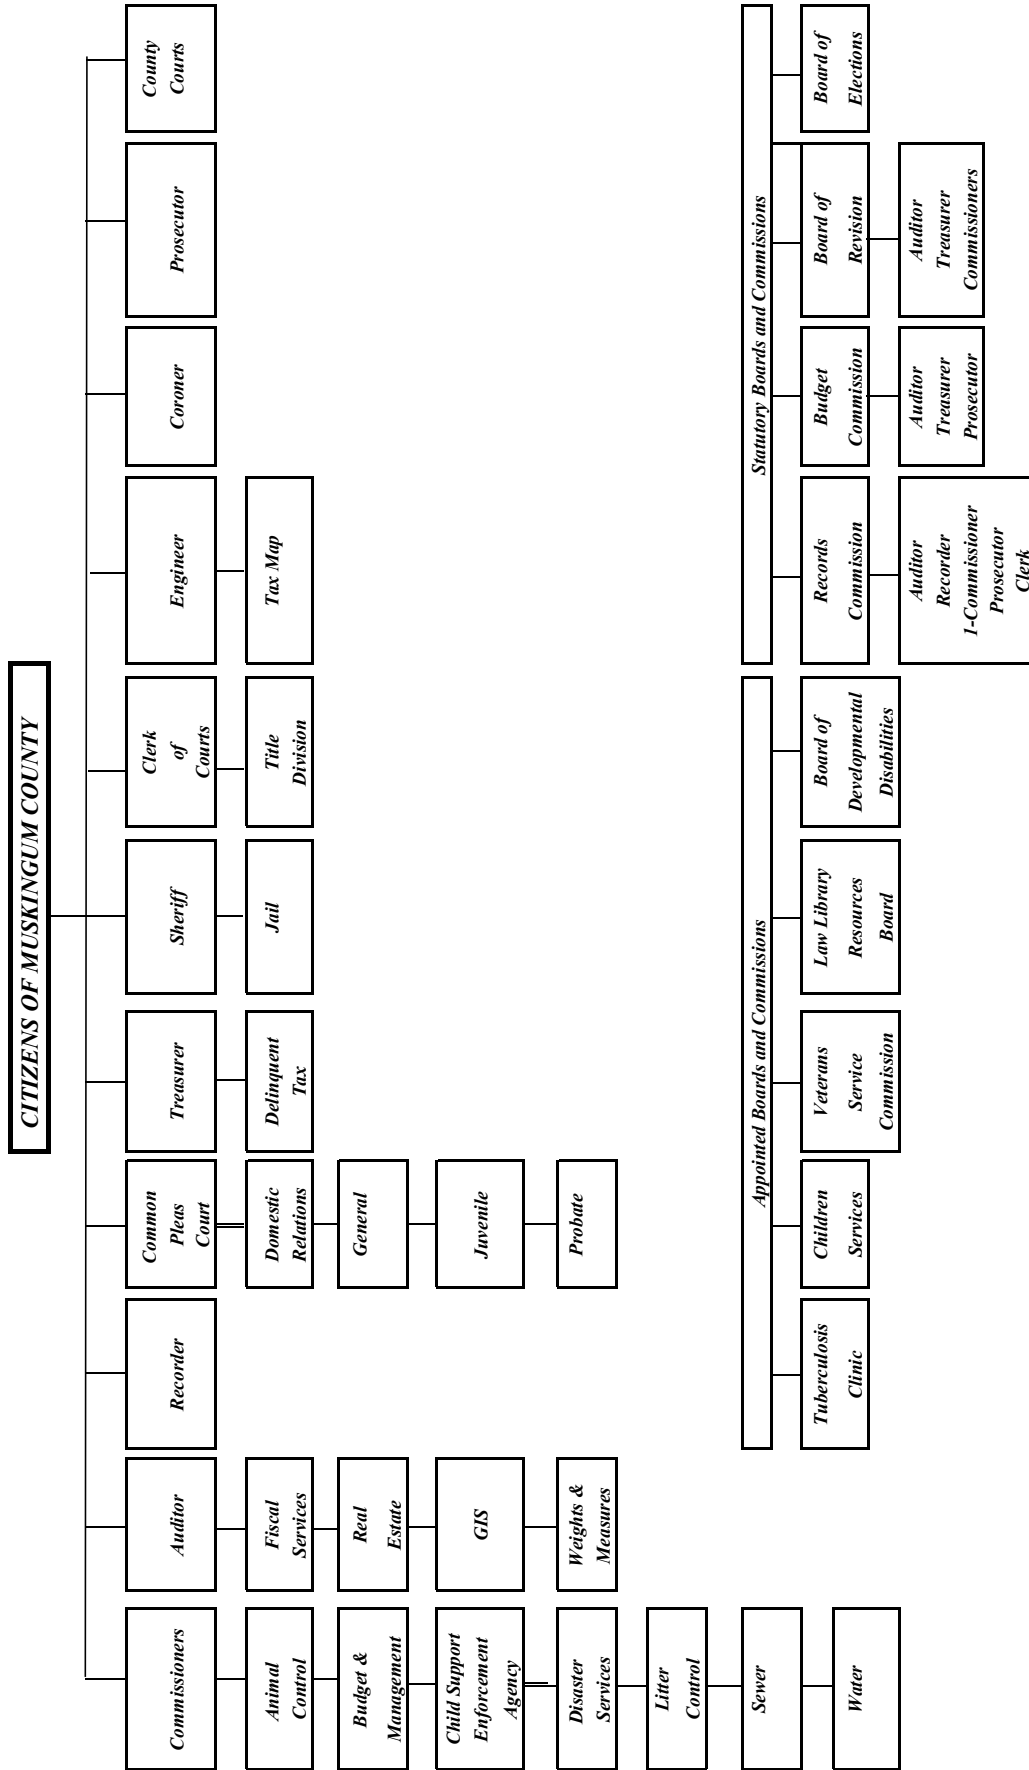 CITIZENS OF MUSKINGUM COUNTY
Commissioners
Auditor
Recorder
Common
Pleas
Court
Treasurer
Sheriff
Clerk
of
Courts
Engineer
Coroner
Prosecutor
County
Courts
Animal
Control
Fiscal
Services
Domestic
Relations
Delinquent
Tax
Jail
Title
Division
Tax Map
Budget &
Management
Real
Estate
General
Child Support
Enforcement
Agency
GIS
Juvenile
Disaster
Services
Weights &
Measures
Probate
Litter
Control
Sewer
Water
Appointed Boards and Commissions
Tuberculosis
Clinic
Children
Services
Veterans
Service
Commission
Law Library
Resources
Board
Board of
Developmental
Disabilities
Statutory Boards and Commissions
Records
Commission
Budget
Commission
Board of
Revision
Board of
Elections
Auditor
Recorder
1-Commissioner
Prosecutor
Clerk
Auditor
Treasurer
Prosecutor
Auditor
Treasurer
Commissioners